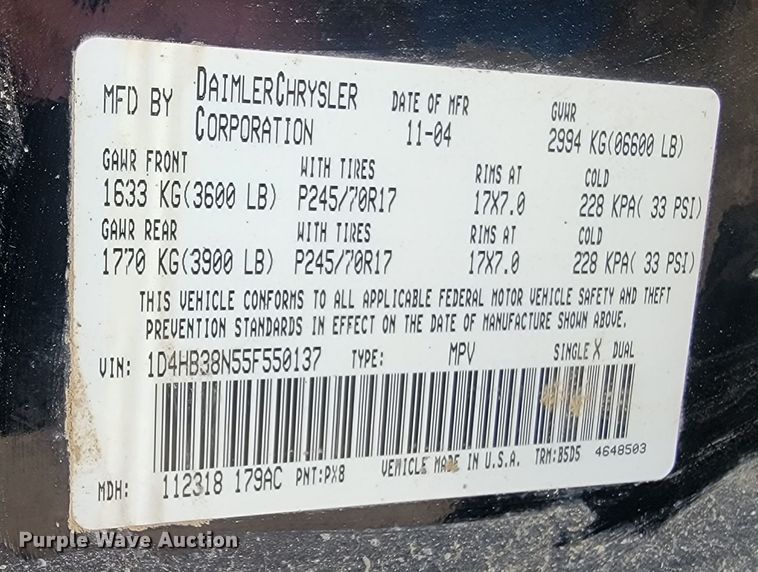 MFD BY DAIMLERCHRYSLER CORPORATION DATE OF MFR 11-04 GVWR 2994 KG(06600 LB)
GAWR FRONT WITH TIRES RIMS AT COLD
1633 KG(3600 LB) P245/70R17 17X7.0 228 KPA( 33 PSI)
GAWR REAR WITH TIRES RIMS AT COLD
1770 KG(3900 LB) P245/70R17 17X7.0 228 KPA( 33 PSI)
THIS VEHICLE CONFORMS TO ALL APPLICABLE FEDERAL MOTOR VEHICLE SAFETY AND THEFT
PREVENTION STANDARDS IN EFFECT ON THE DATE OF MANUFACTURE SHOWN ABOVE.
VIN: 1D4HB38N55F550137 TYPE: MPV SINGLE X DUAL
MDH: 112318 179AC PNT:PX8 VEHICLE MADE IN U.S.A. TRM:B5D5 4648503
Purple Wave Auction